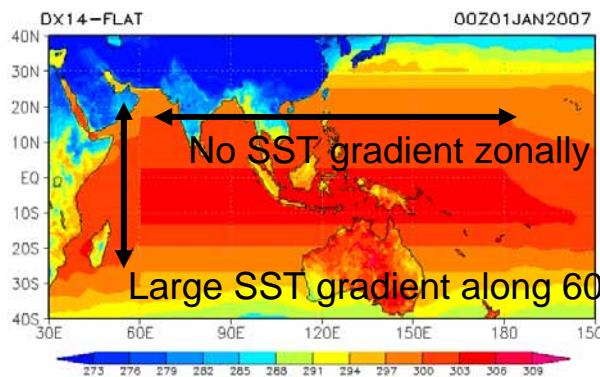 DX14-FLAT 00Z01JAN2007
40N
30N
20N
10N
No SST gradient zonally
EQ
10S
20S
30S
Large SST gradient along 60
40S
30E 60E 90E 120E 150E 180 150
273 276 279 282 285 288 291 294 297 300 303 306 309